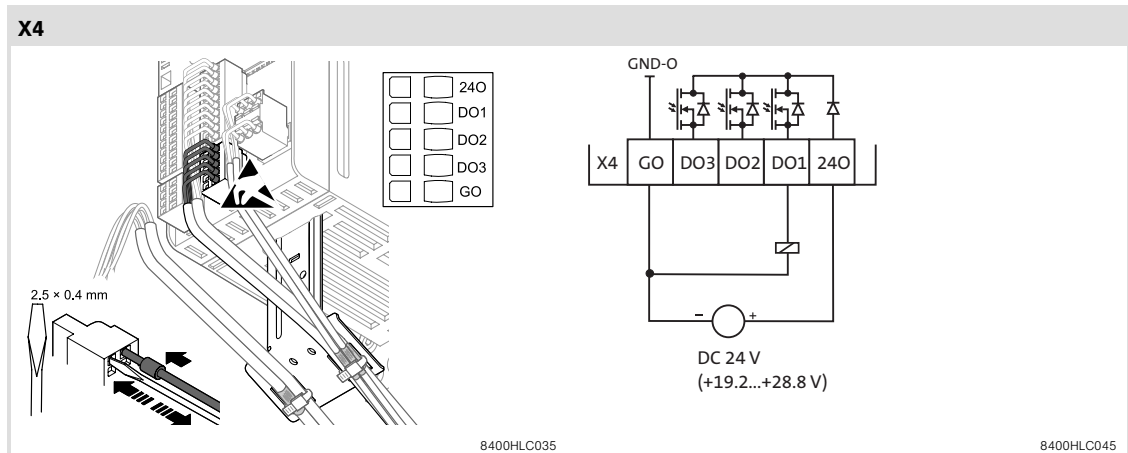 X4
24O
DO1
DO2
DO3
GO
2.5 × 0.4 mm
8400HLC035
GND-O
X4 GO DO3 DO2 DO1 24O
– +
DC 24 V
(+19.2...+28.8 V)
8400HLC045